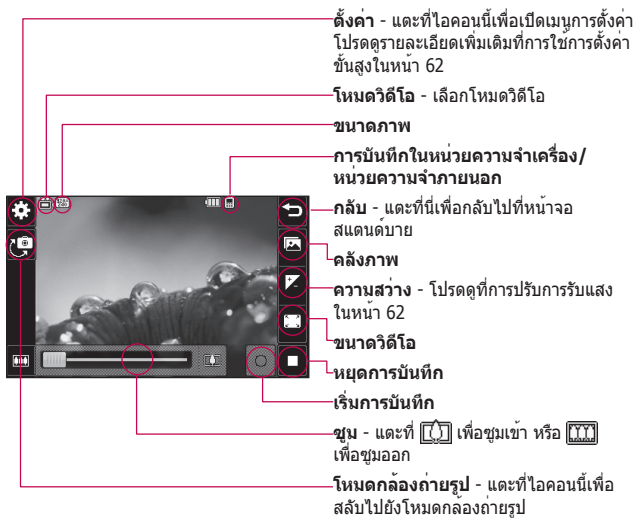 ตั้งค่า - แตะที่ไอคอนนี้เพื่อเปิดเมนูการตั้งค่า
โปรดดูรายละเอียดเพิ่มเติมที่การใช้การตั้งค่า
ขั้นสูงในหน้า 62
โหมดวิดีโอ - เลือกโหมดวิดีโอ
ขนาดภาพ
การบันทึกในหน่วยความจำเครื่อง/
หน่วยความจำภายนอก
กลับ - แตะที่นี่เพื่อกลับไปที่หน้าจอ
สแตนด์บาย
คลังภาพ
ความสว่าง - โปรดดูที่การปรับการรับแสง
ในหน้า 62
ขนาดวิดีโอ
หยุดการบันทึก
เริ่มการบันทึก
ซูม - แตะที่ เพื่อซูมเข้า หรือ
เพื่อซูมออก
โหมดกล้องถ่ายรูป - แตะที่ไอคอนนี้เพื่อ
สลับไปยังโหมดกล้องถ่ายรูป